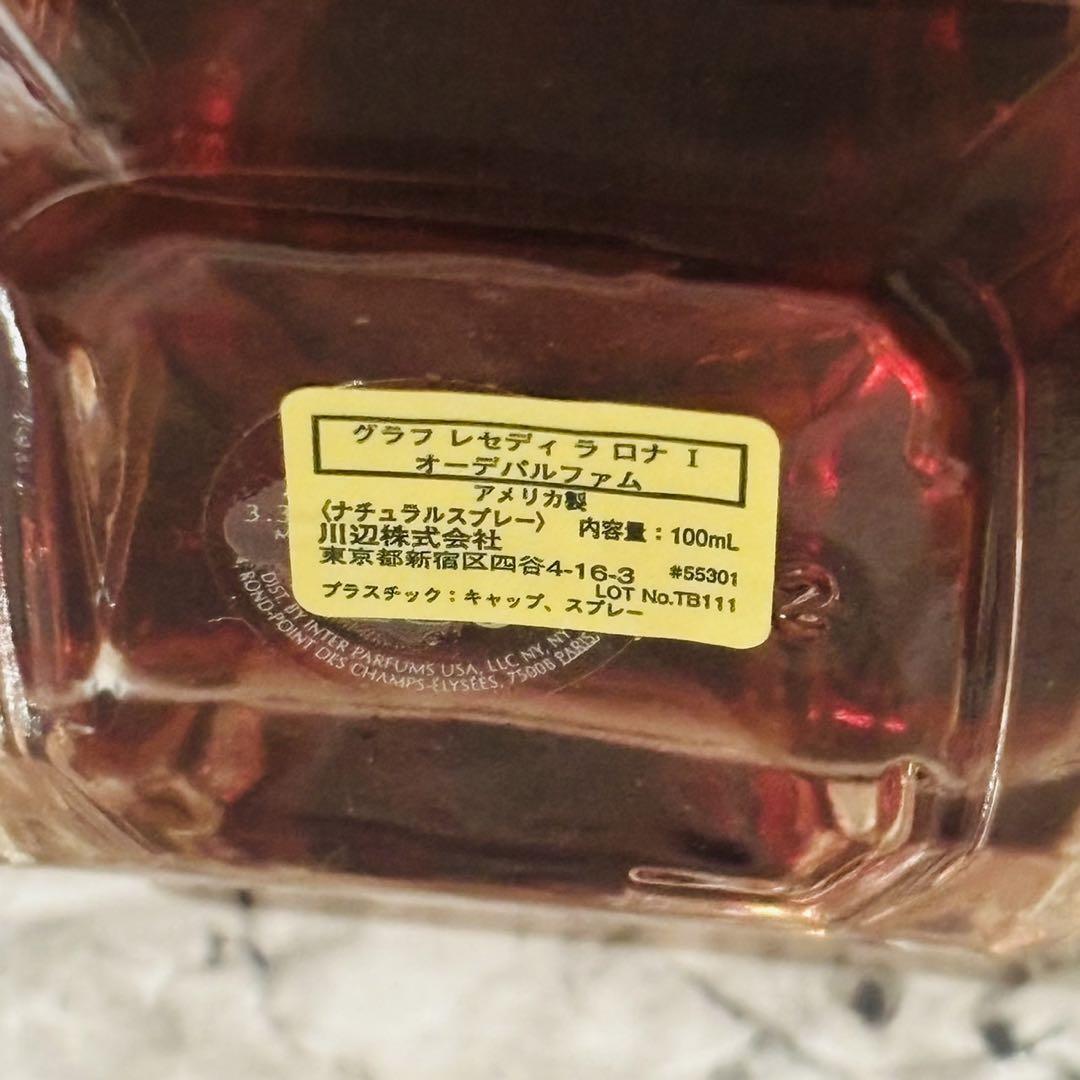 グラフ レセディ ラ ロナ I
オーデパルファム
アメリカ製
〈ナチュラルスプレー〉 内容量：100mL
川辺株式会社
東京都新宿区四谷4-16-3 #55301
LOT No.TB111
プラスチック：キャップ、スプレー
3.3
DIST BY INTER PARFUMS USA, LLC NY, NY
ROND-POINT DES CHAMPS-ÉLYSÉES, 75008 PARIS
2